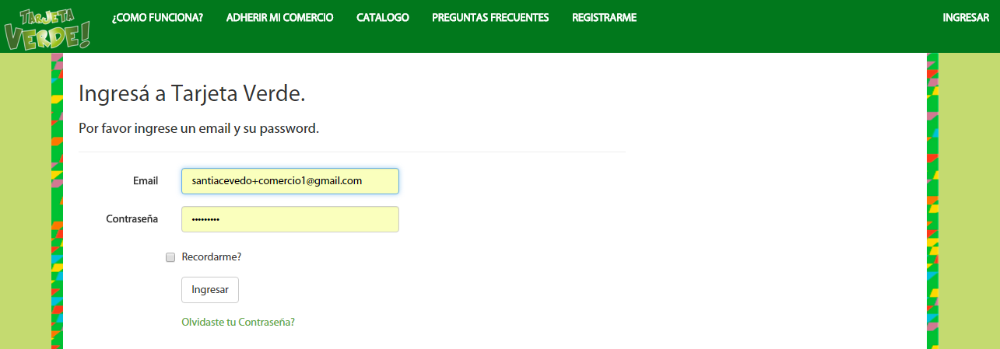 TARJETA
VERDE!
¿COMO FUNCIONA? ADHERIR MI COMERCIO CATALOGO PREGUNTAS FRECUENTES REGISTRARME INGRESAR
Ingresá a Tarjeta Verde.
Por favor ingrese un email y su password.
Email santiacevedo+comercio1@gmail.com
Contraseña •••••••••
Recordarme?
Ingresar
Olvidaste tu Contraseña?